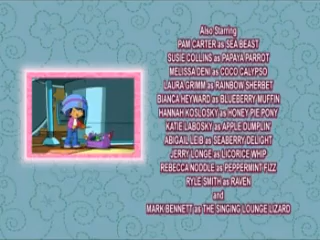 Also Starring
PAM CARTER as SEA BEAST
SUSIE COLLINS as PAPAYA PARROT
MELISSA DENI as COCO CALYPSO
LAURA GRIMM as RAINBOW SHERBET
BIANCA HEYWARD as BLUEBERRY MUFFIN
HANNAH KOSLOSKY as HONEY PIE PONY
KATIE LABOSKY as APPLE DUMPLIN'
ABIGAIL LEIB as SEABERRY DELIGHT
JERRY LONGE as LICORICE WHIP
REBECCA NOODLE as PEPPERMINT FIZZ
RYLE SMITH as RAVEN
and
MARK BENNETT as THE SINGING LOUNGE LIZARD